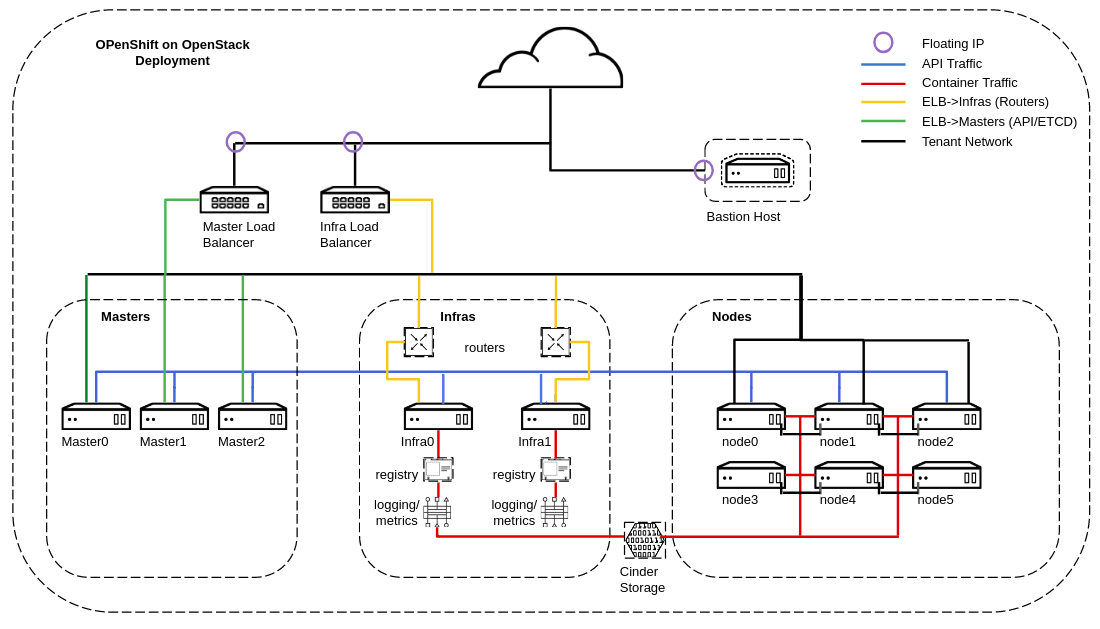 OPenShift on OpenStack
Deployment
Floating IP
API Traffic
Container Traffic
ELB->Infras (Routers)
ELB->Masters (API/ETCD)
Tenant Network
Bastion Host
Master Load
Balancer
Infra Load
Balancer
Masters
Infras
Nodes
routers
Master0
Master1
Master2
Infra0
Infra1
node0
node1
node2
registry
registry
node3
node4
node5
logging/
metrics
logging/
metrics
Cinder
Storage